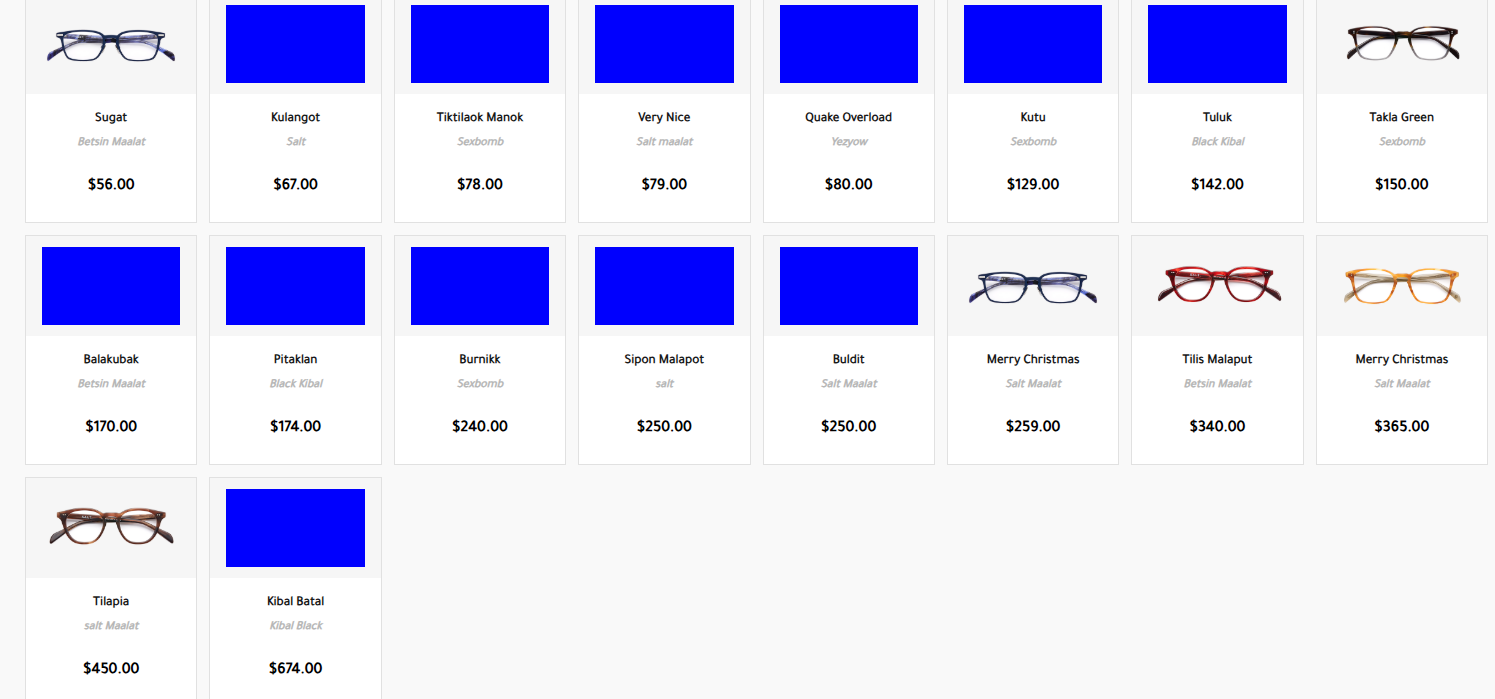 Sugat
Betsin Maalat
$56.00
Kulangot
Salt
$67.00
Tiktilaok Manok
Sexbomb
$78.00
Very Nice
Salt maalat
$79.00
Quake Overload
Yezyow
$80.00
Kutu
Sexbomb
$129.00
Tuluk
Black Kibal
$142.00
Takla Green
Sexbomb
$150.00
Balakubak
Betsin Maalat
$170.00
Pitaklan
Black Kibal
$174.00
Burnikk
Sexbomb
$240.00
Sipon Malapot
salt
$250.00
Buldit
Salt Maalat
$250.00
Merry Christmas
Salt Maalat
$259.00
Tilis Malaput
Betsin Maalat
$340.00
Merry Christmas
Salt Maalat
$365.00
Tilapia
salt Maalat
$450.00
Kibal Batal
Kibal Black
$674.00